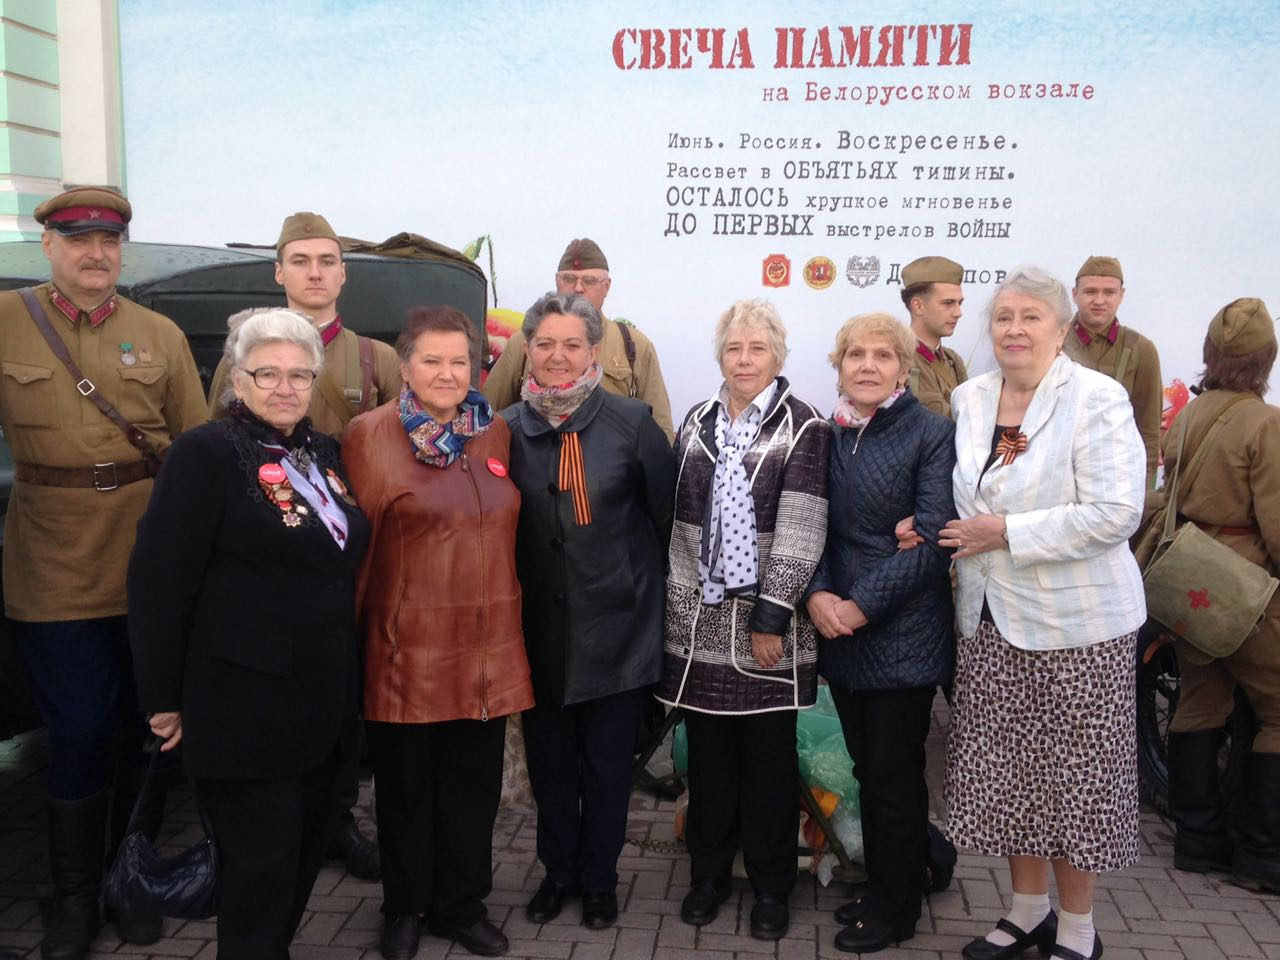 СВЕЧА ПАМЯТИ
на Белорусском вокзале
Июнь. Россия. Воскресенье.
Рассвет в ОБЪЯТЬЯХ тишины.
ОСТАЛОСЬ хрупкое мгновенье
ДО ПЕРВЫХ выстрелов ВОЙНЫ